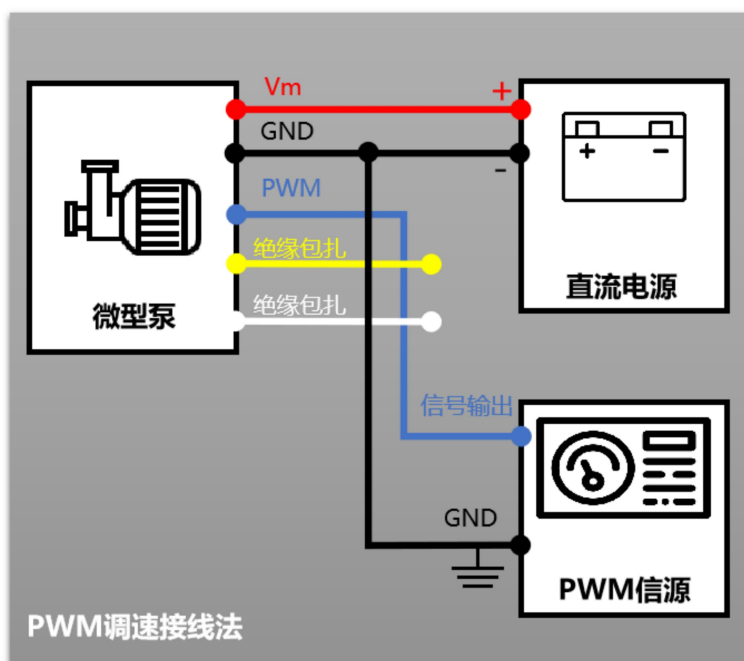 Vm
+
GND
-
PWM
绝缘包扎
绝缘包扎
微型泵
+ -
直流电源
信号输出
GND
PWM信源
PWM调速接线法